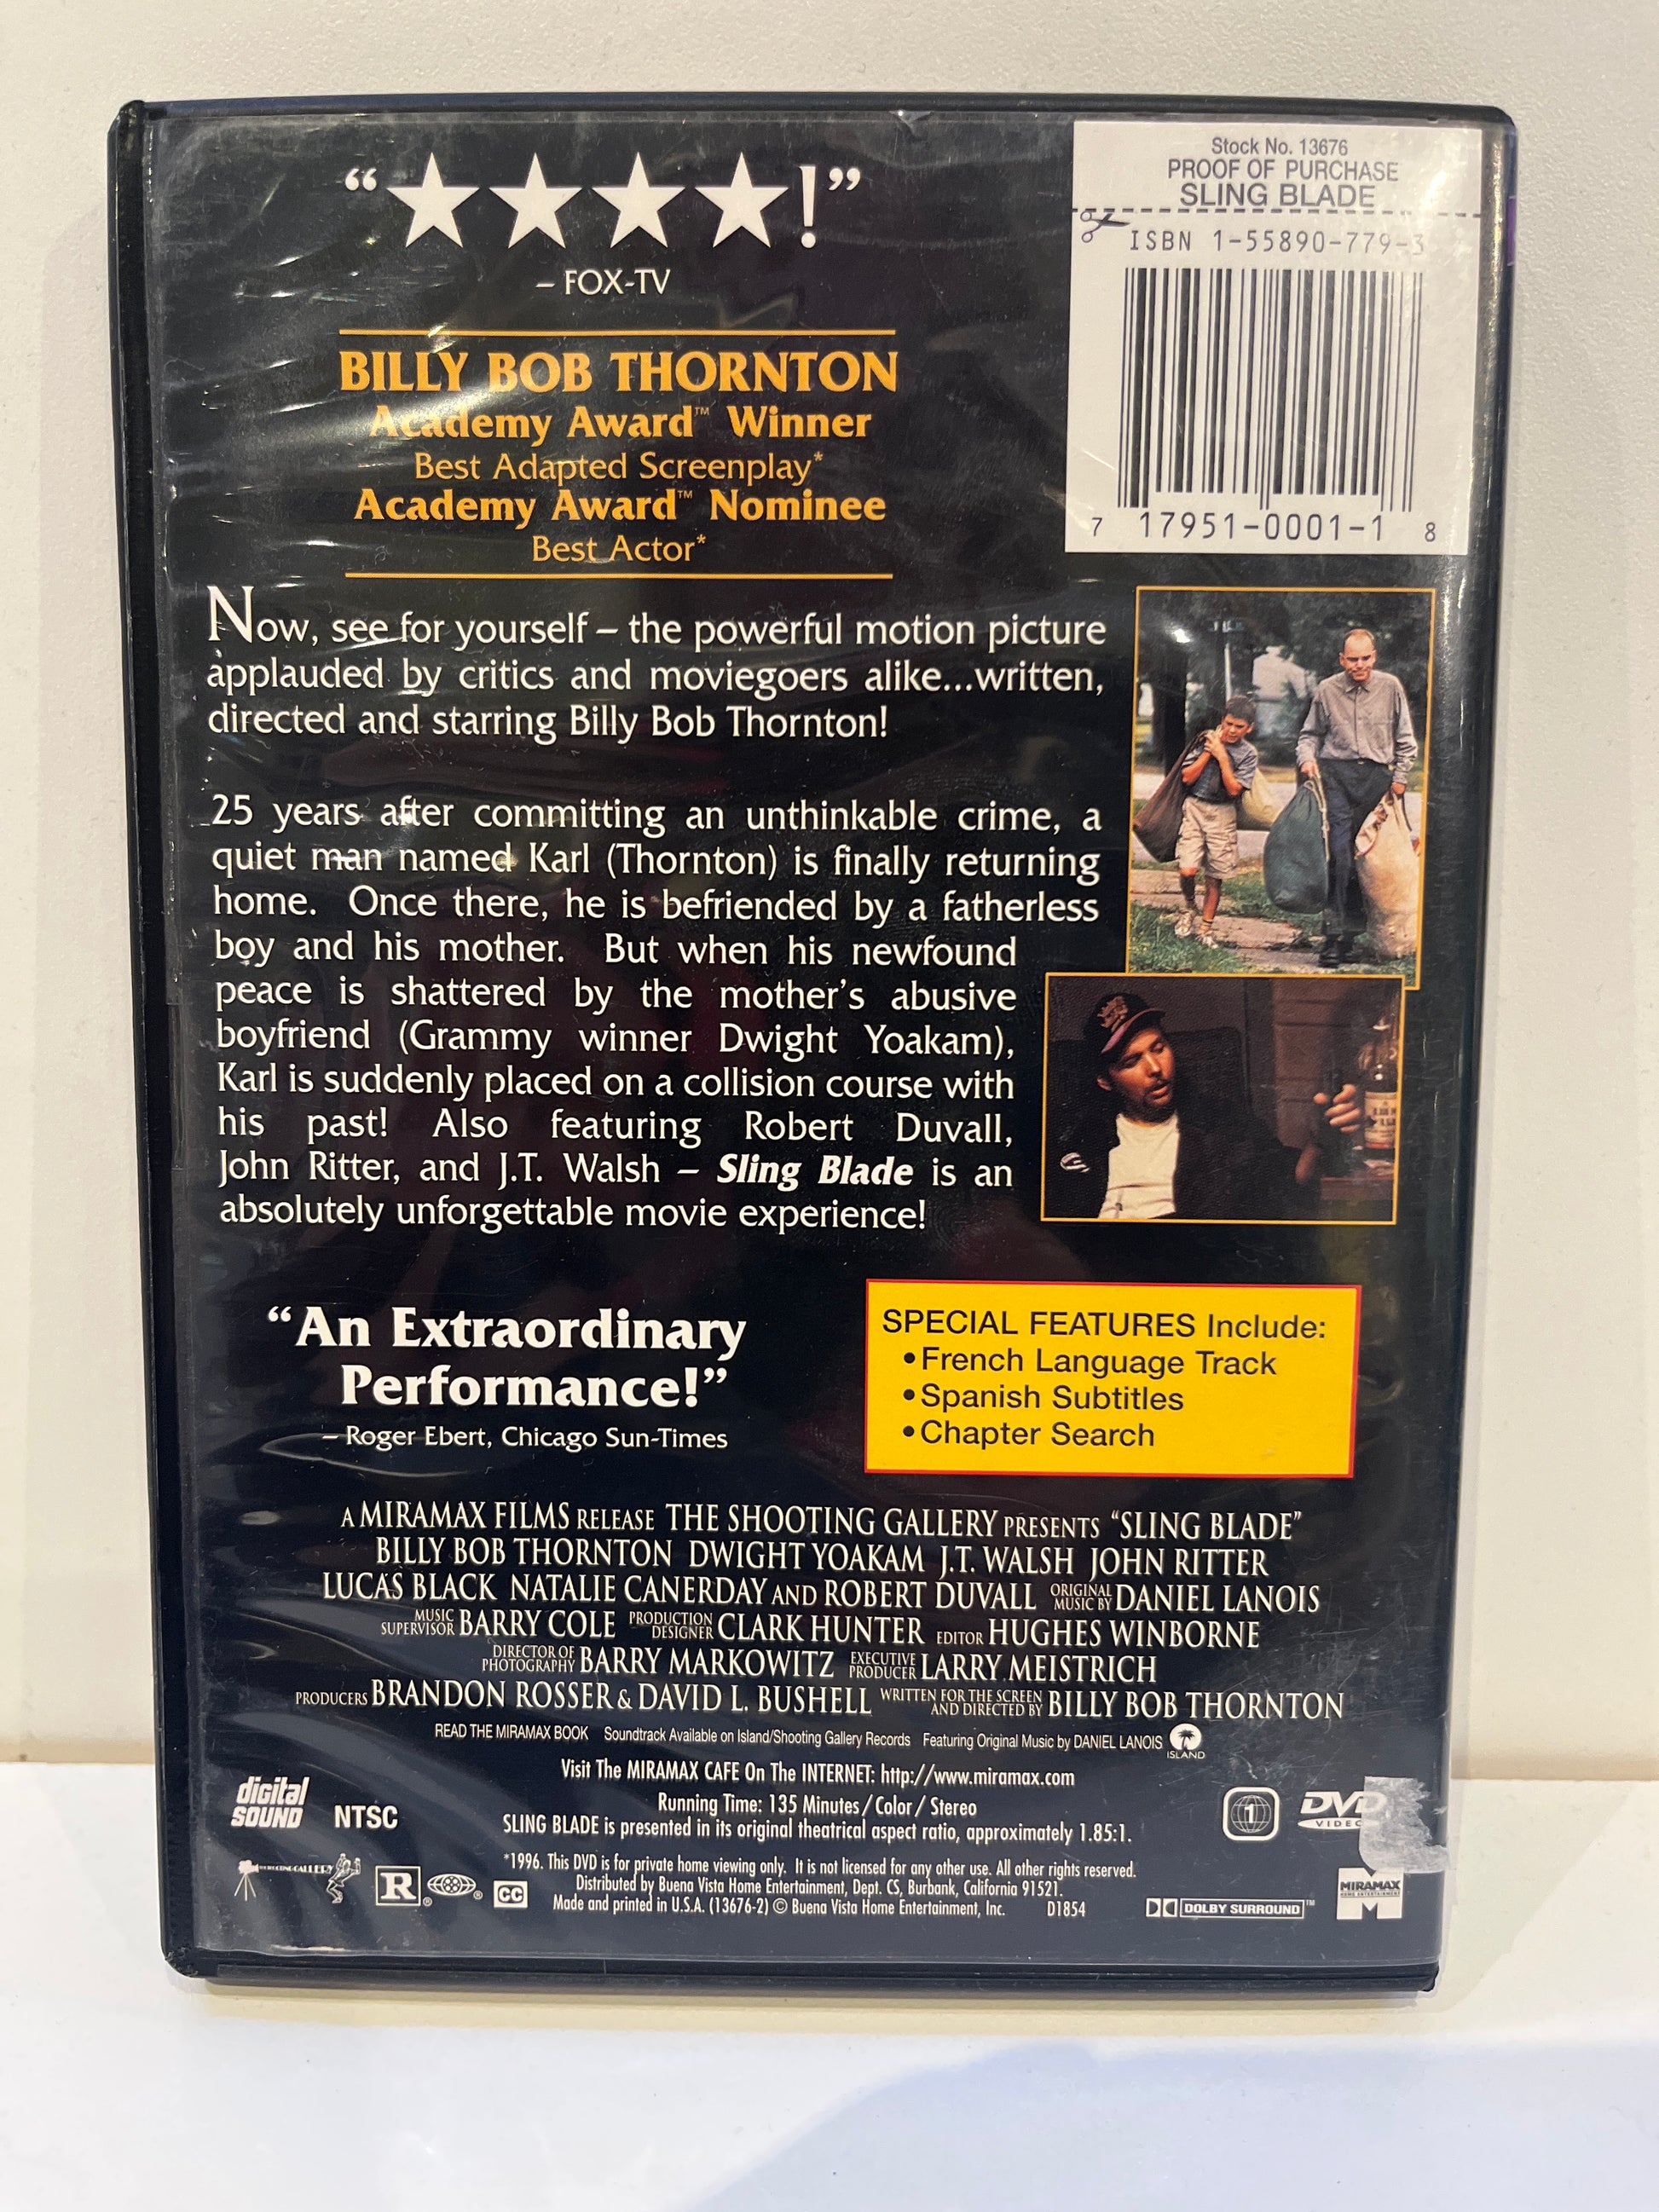 “★★★★!”
– FOX-TV
BILLY BOB THORNTON
Academy Award™ Winner
Best Adapted Screenplay*
Academy Award™ Nominee
Best Actor*
Stock No. 13676
PROOF OF PURCHASE
SLING BLADE
ISBN 1-55890-779-3
7 17951-0001-1 8
Now, see for yourself – the powerful motion picture
applauded by critics and moviegoers alike...written,
directed and starring Billy Bob Thornton!
25 years after committing an unthinkable crime, a
quiet man named Karl (Thornton) is finally returning
home. Once there, he is befriended by a fatherless
boy and his mother. But when his newfound
peace is shattered by the mother's abusive
boyfriend (Grammy winner Dwight Yoakam),
Karl is suddenly placed on a collision course with
his past! Also featuring Robert Duvall,
John Ritter, and J.T. Walsh – Sling Blade is an
absolutely unforgettable movie experience!
“An Extraordinary
Performance!”
– Roger Ebert, Chicago Sun-Times
SPECIAL FEATURES Include:
•French Language Track
•Spanish Subtitles
•Chapter Search
A MIRAMAX FILMS RELEASE THE SHOOTING GALLERY PRESENTS “SLING BLADE”
BILLY BOB THORNTON DWIGHT YOAKAM J.T. WALSH JOHN RITTER
LUCAS BLACK NATALIE CANERDAY AND ROBERT DUVALL ORIGINAL MUSIC BY DANIEL LANOIS
MUSIC SUPERVISOR BARRY COLE PRODUCTION DESIGNER CLARK HUNTER EDITOR HUGHES WINBORNE
DIRECTOR OF PHOTOGRAPHY BARRY MARKOWITZ EXECUTIVE PRODUCER LARRY MEISTRICH
PRODUCERS BRANDON ROSSER & DAVID L. BUSHELL WRITTEN FOR THE SCREEN AND DIRECTED BY BILLY BOB THORNTON
READ THE MIRAMAX BOOK Soundtrack Available on Island/Shooting Gallery Records Featuring Original Music by DANIEL LANOIS ISLAND
Visit The MIRAMAX CAFE On The INTERNET: http://www.miramax.com
Running Time: 135 Minutes/Color/Stereo
SLING BLADE is presented in its original theatrical aspect ratio, approximately 1.85:1.
digital SOUND NTSC
1 DVD VIDEO
*1996. This DVD is for private home viewing only. It is not licensed for any other use. All other rights reserved.
Distributed by Buena Vista Home Entertainment, Dept. CS, Burbank, California 91521.
Made and printed in U.S.A. (13676-2) © Buena Vista Home Entertainment, Inc. D1854
R® ® CC
DOLBY SURROUND™
MIRAMAX
HOME ENTERTAINMENT